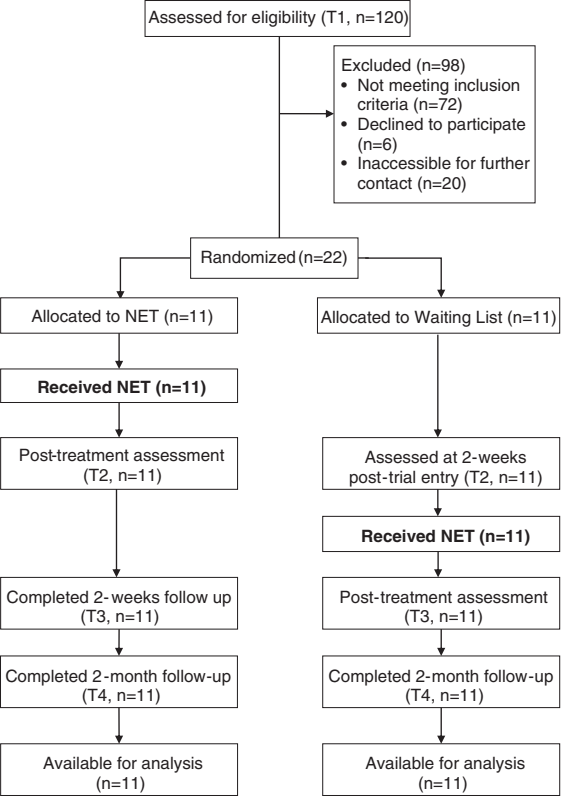 Assessed for eligibility (T1, n=120)
Excluded (n=98)
• Not meeting inclusion
criteria (n=72)
• Declined to participate
(n=6)
• Inaccessible for further
contact (n=20)
Randomized (n=22)
Allocated to NET (n=11)
Allocated to Waiting List (n=11)
Received NET (n=11)
Post-treatment assessment
(T2, n=11)
Assessed at 2-weeks
post-trial entry (T2, n=11)
Received NET (n=11)
Completed 2-weeks follow up
(T3, n=11)
Post-treatment assessment
(T3, n=11)
Completed 2-month follow-up
(T4, n=11)
Completed 2-month follow-up
(T4, n=11)
Available for analysis
(n=11)
Available for analysis
(n=11)